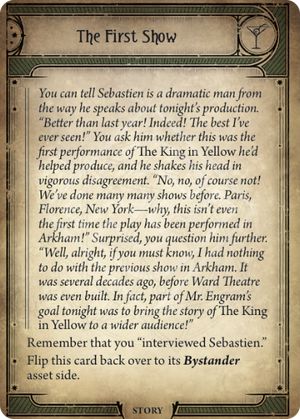 The First Show
You can tell Sebastien is a dramatic man from
the way he speaks about tonight's production.
"Better than last year! Indeed! The best I've
ever seen!" You ask him whether this was the
first performance of The King in Yellow he'd
helped produce, and he shakes his head in
vigorous disagreement. "No, no, of course not!
We've done many many shows before. Paris,
Florence, New York—why, this isn't even
the first time the play has been performed in
Arkham!" Surprised, you question him further.
"Well, alright, if you must know, I had nothing
to do with the previous show in Arkham. It
was several decades ago, before Ward Theatre
was even built. In fact, part of Mr. Engram's
goal tonight was to bring the story of The King
in Yellow to a wider audience!"
Remember that you "interviewed Sebastien."
Flip this card back over to its Bystander
asset side.
STORY